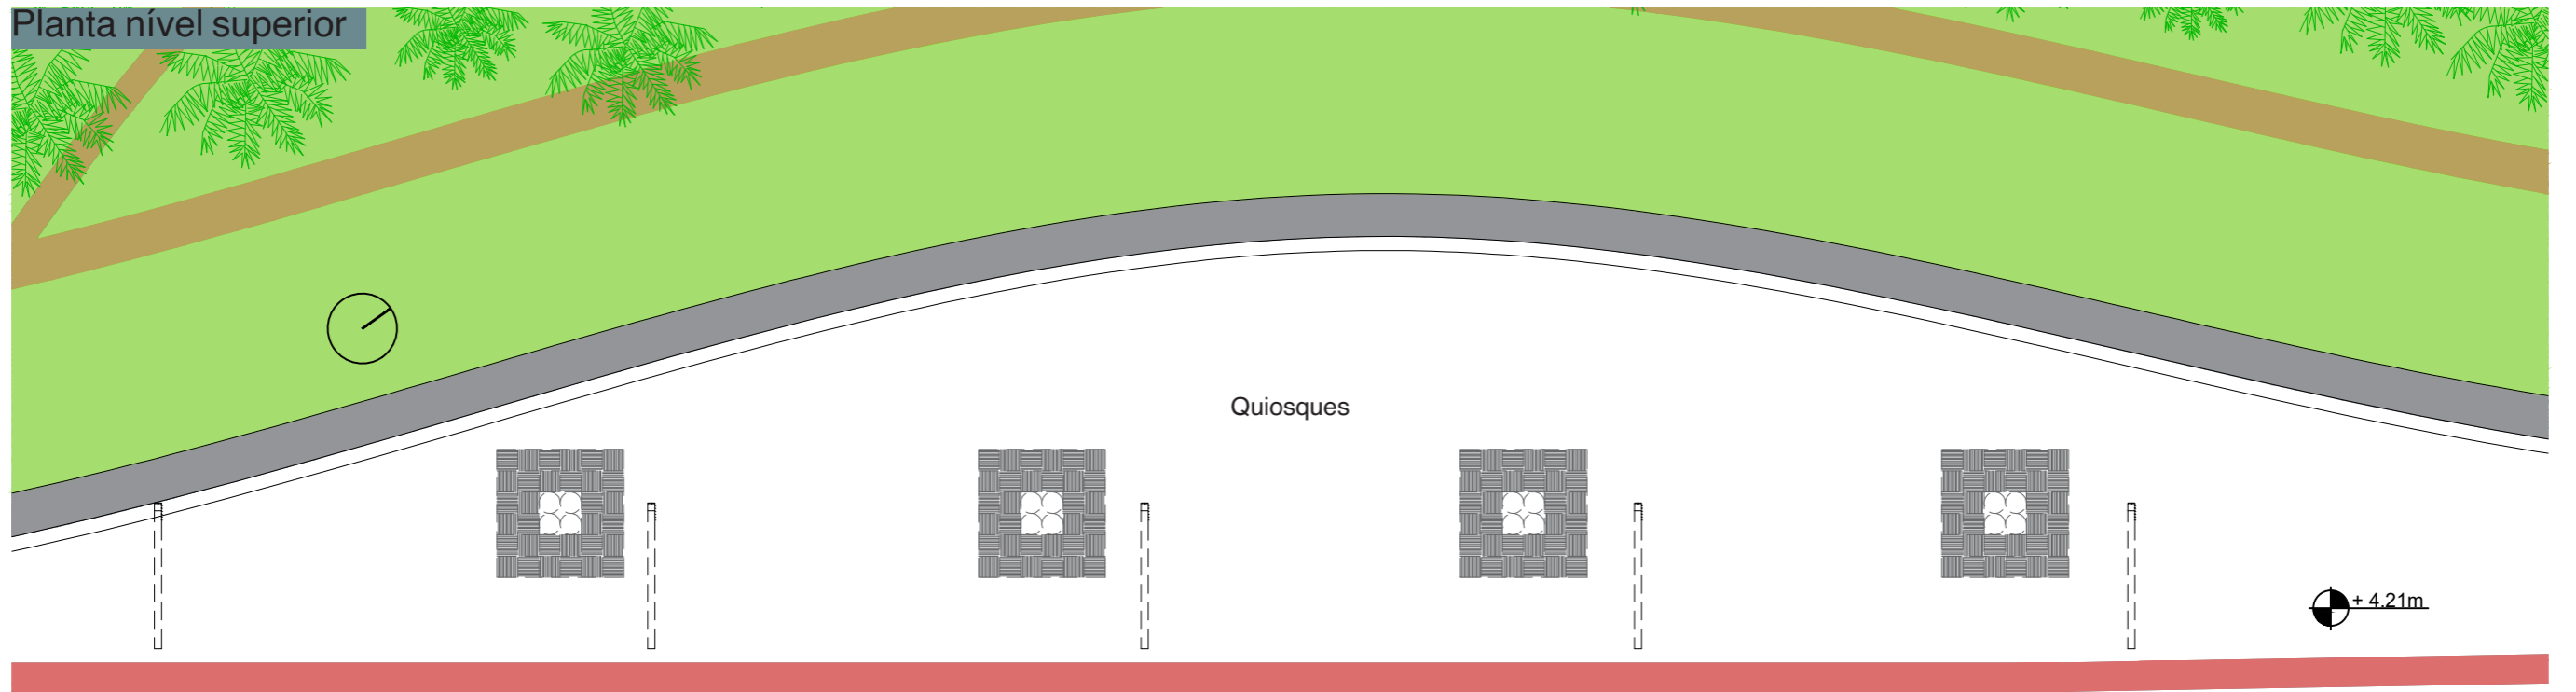 Planta nível superior
Quiosques
+ 4.21m